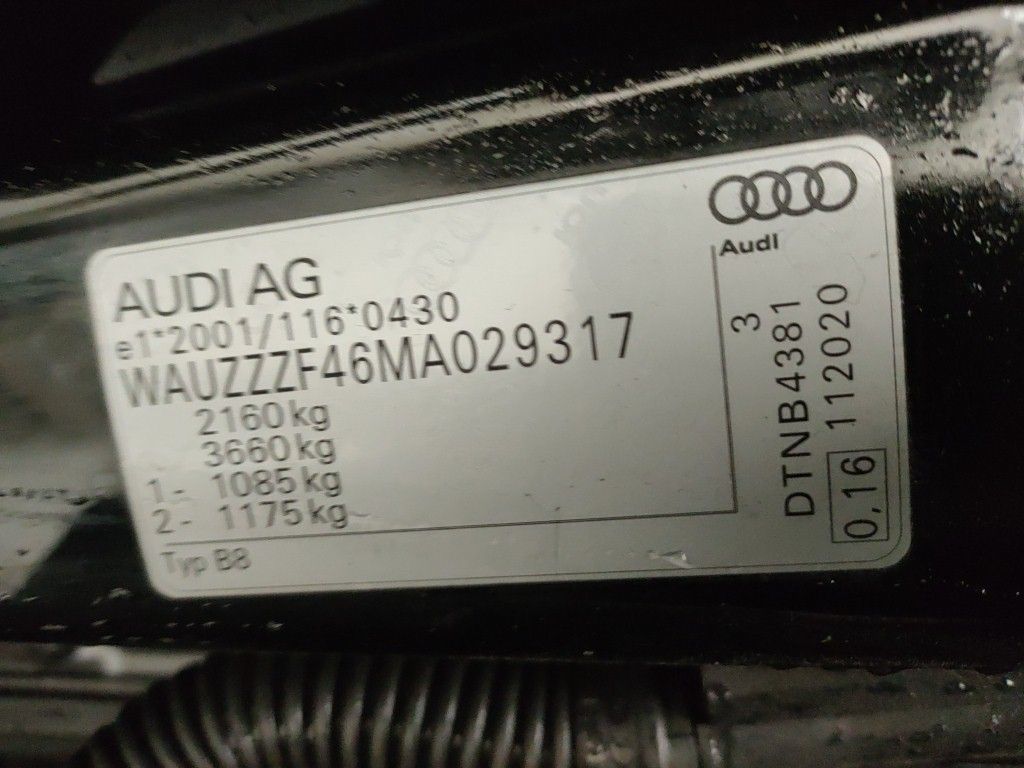 AUDI AG
e1*2001/116*0430
WAUZZZF46MA029317
2160 kg
3660 kg
1- 1085 kg
2- 1175 kg
Typ B8
Audi
3
DTNB4381
0,16 112020